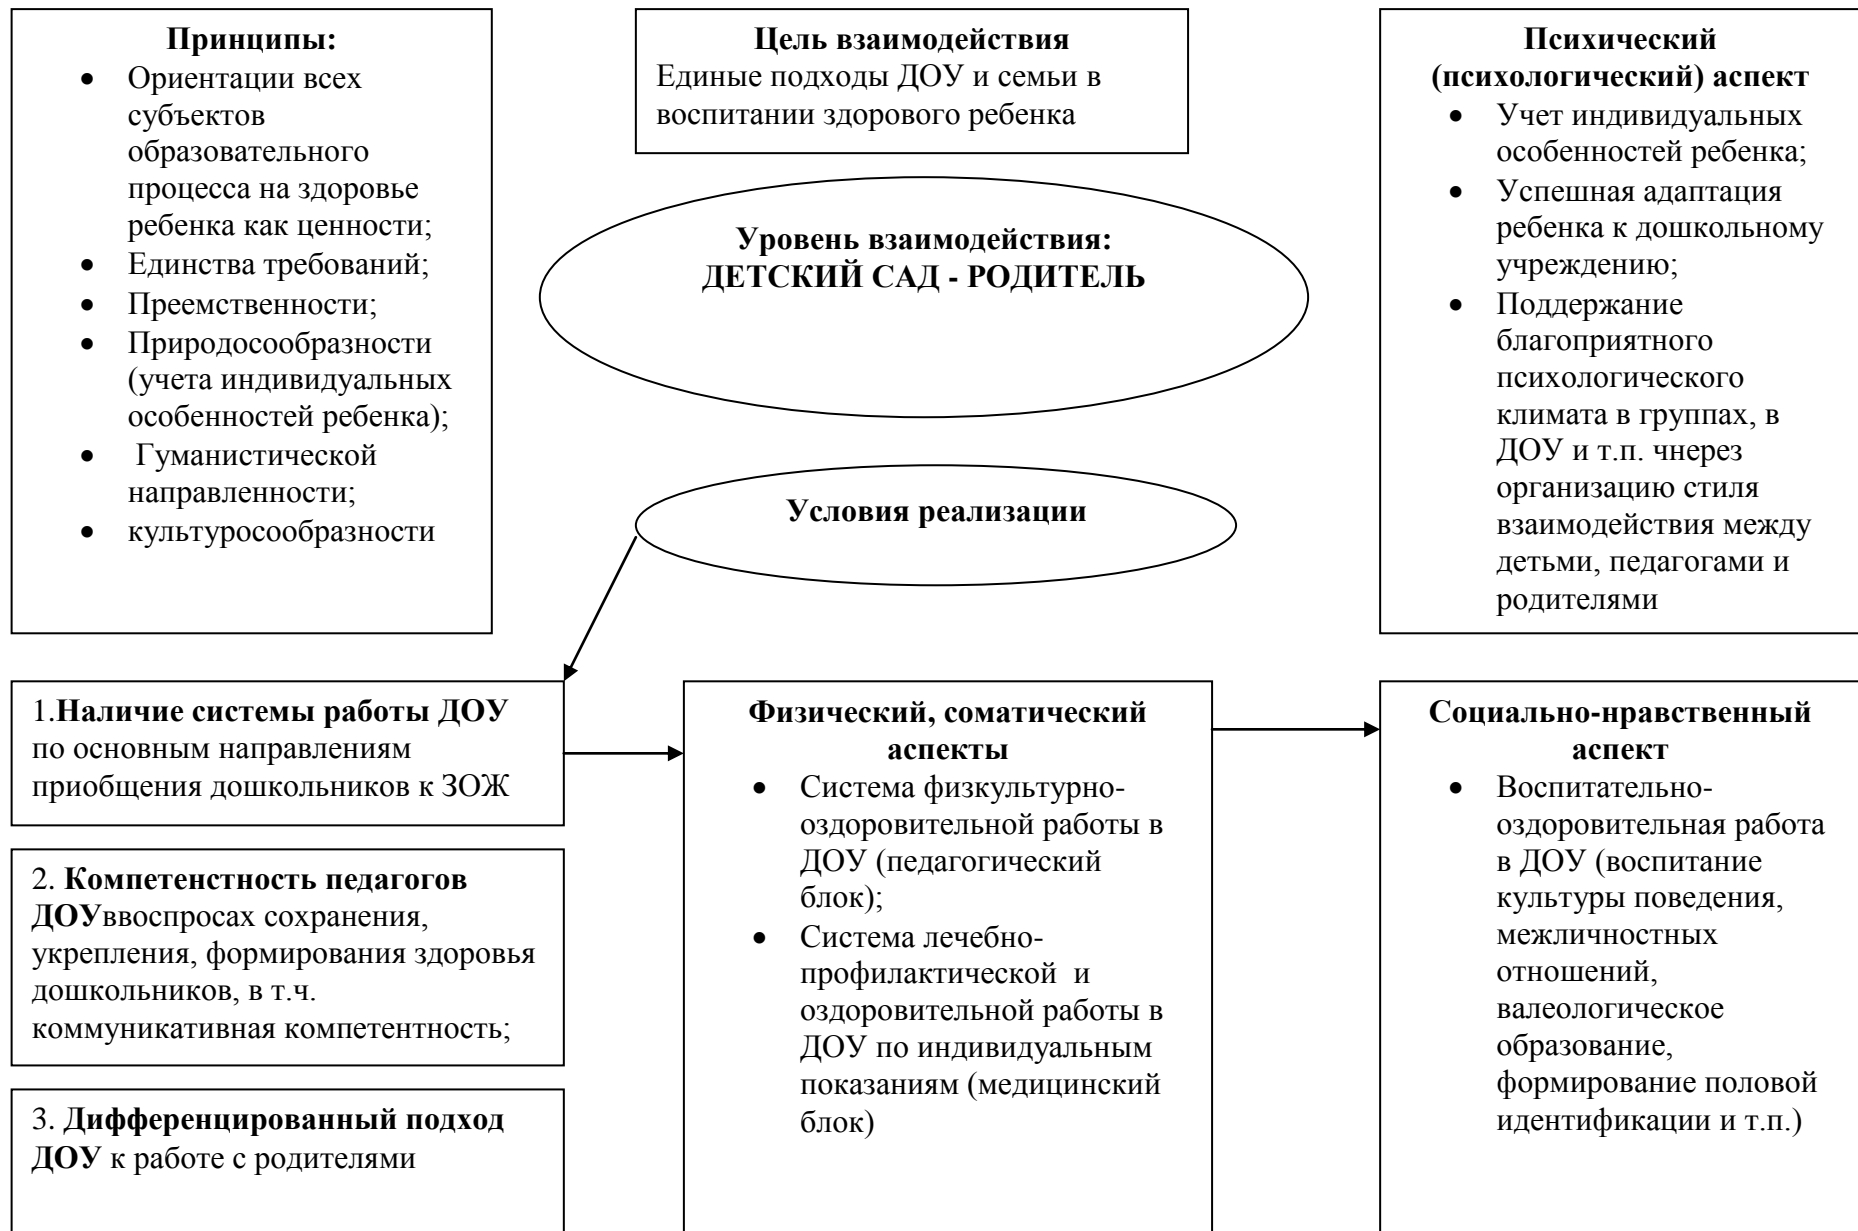 Принципы:
• Ориентации всех
субъектов
образовательного
процесса на здоровье
ребенка как ценности;
• Единства требований;
• Преемственности;
• Природосообразности
(учета индивидуальных
особенностей ребенка);
• Гуманистической
направленности;
• культуросообразности
Цель взаимодействия
Единые подходы ДОУ и семьи в
воспитании здорового ребенка
Уровень взаимодействия:
ДЕТСКИЙ САД - РОДИТЕЛЬ
Условия реализации
Психический
(психологический) аспект
• Учет индивидуальных
особенностей ребенка;
• Успешная адаптация
ребенка к дошкольному
учреждению;
• Поддержание
благоприятного
психологического
климата в группах, в
ДОУ и т.п. чнерез
организацию стиля
взаимодействия между
детьми, педагогами и
родителями
1.Наличие системы работы ДОУ
по основным направлениям
приобщения дошкольников к ЗОЖ
2. Компетенстность педагогов
ДОУввоспросах сохранения,
укрепления, формирования здоровья
дошкольников, в т.ч.
коммуникативная компетентность;
3. Дифференцированный подход
ДОУ к работе с родителями
Физический, соматический
аспекты
• Система физкультурно-
оздоровительной работы в
ДОУ (педагогический
блок);
• Система лечебно-
профилактической и
оздоровительной работы в
ДОУ по индивидуальным
показаниям (медицинский
блок)
Социально-нравственный
аспект
• Воспитательно-
оздоровительная работа
в ДОУ (воспитание
культуры поведения,
межличностных
отношений,
валеологическое
образование,
формирование половой
идентификации и т.п.)